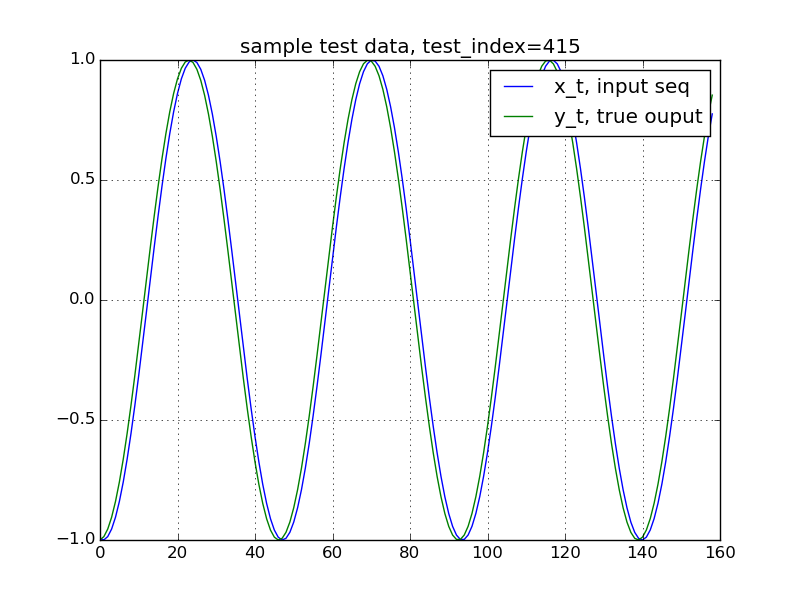 sample test data, test_index=415
x_t, input seq
y_t, true ouput
1.0
0.5
0.0
−0.5
−1.0
0 20 40 60 80 100 120 140 160